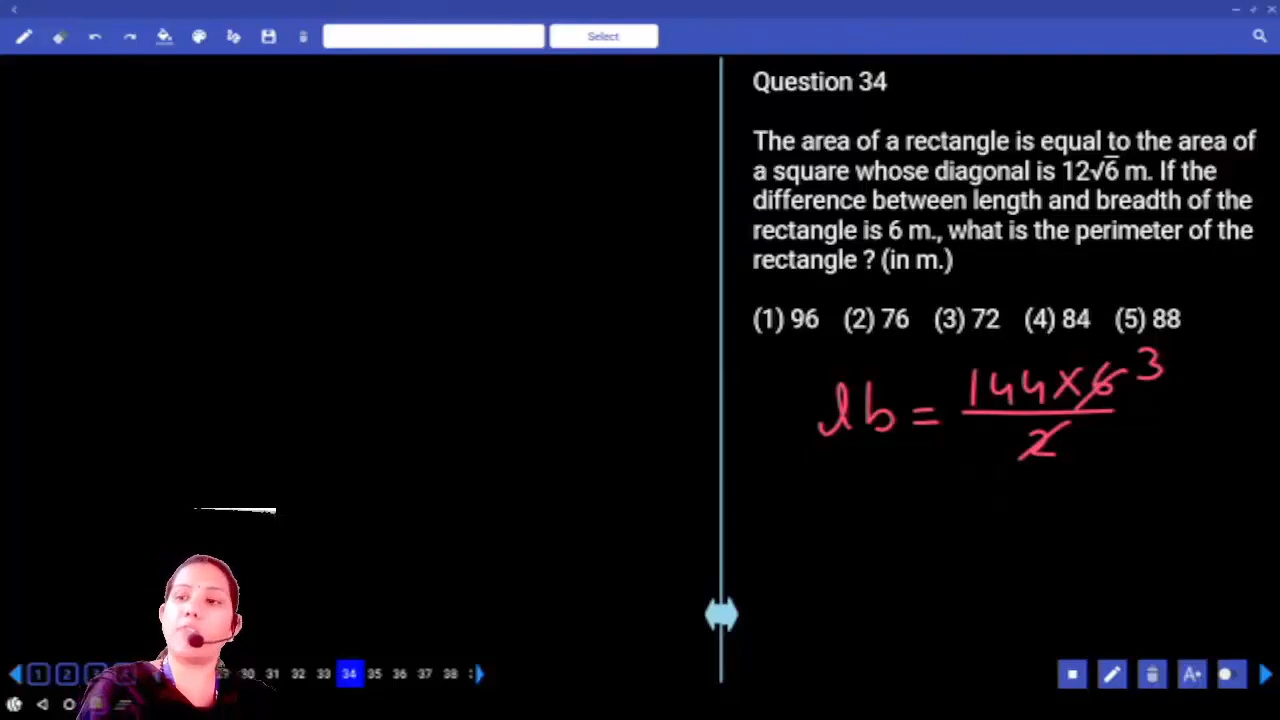 Select
Question 34
The area of a rectangle is equal to the area of
a square whose diagonal is 12√6 m. If the
difference between length and breadth of the
rectangle is 6 m., what is the perimeter of the
rectangle ? (in m.)
(1) 96 (2) 76 (3) 72 (4) 84 (5) 88
lb = 144×6 3
2
1 2 30 31 32 33 34 35 36 37 38
A+